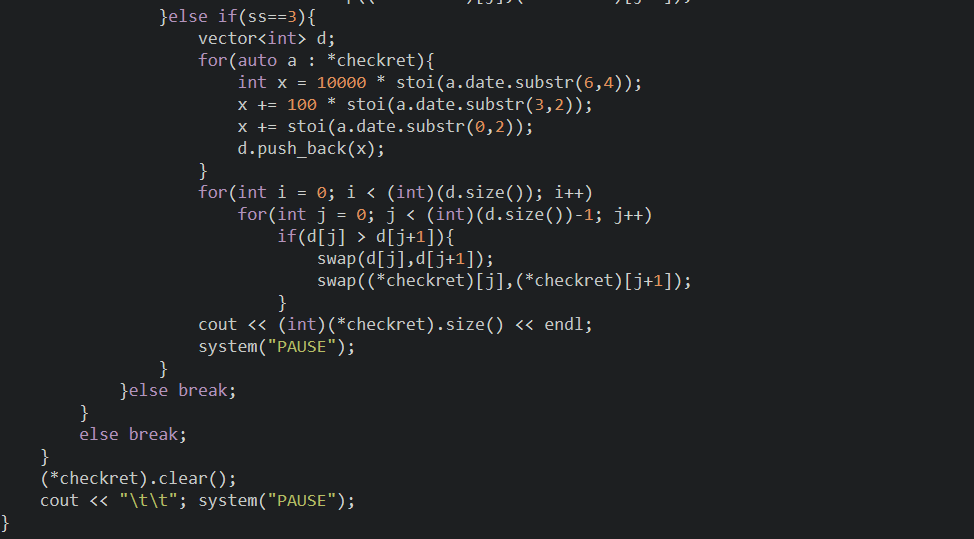 }else if(ss==3){
vector<int> d;
for(auto a : *checkret){
int x = 10000 * stoi(a.date.substr(6,4));
x += 100 * stoi(a.date.substr(3,2));
x += stoi(a.date.substr(0,2));
d.push_back(x);
}
for(int i = 0; i < (int)(d.size()); i++)
for(int j = 0; j < (int)(d.size())-1; j++)
if(d[j] > d[j+1]){
swap(d[j],d[j+1]);
swap((*checkret)[j],(*checkret)[j+1]);
}
cout << (int)(*checkret).size() << endl;
system("PAUSE");
}
}else break;
}
else break;
}
(*checkret).clear();
cout << "\t\t"; system("PAUSE");
}